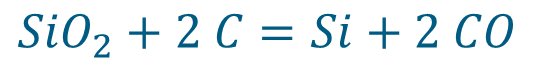 SiO₂ + 2 C = Si + 2 CO